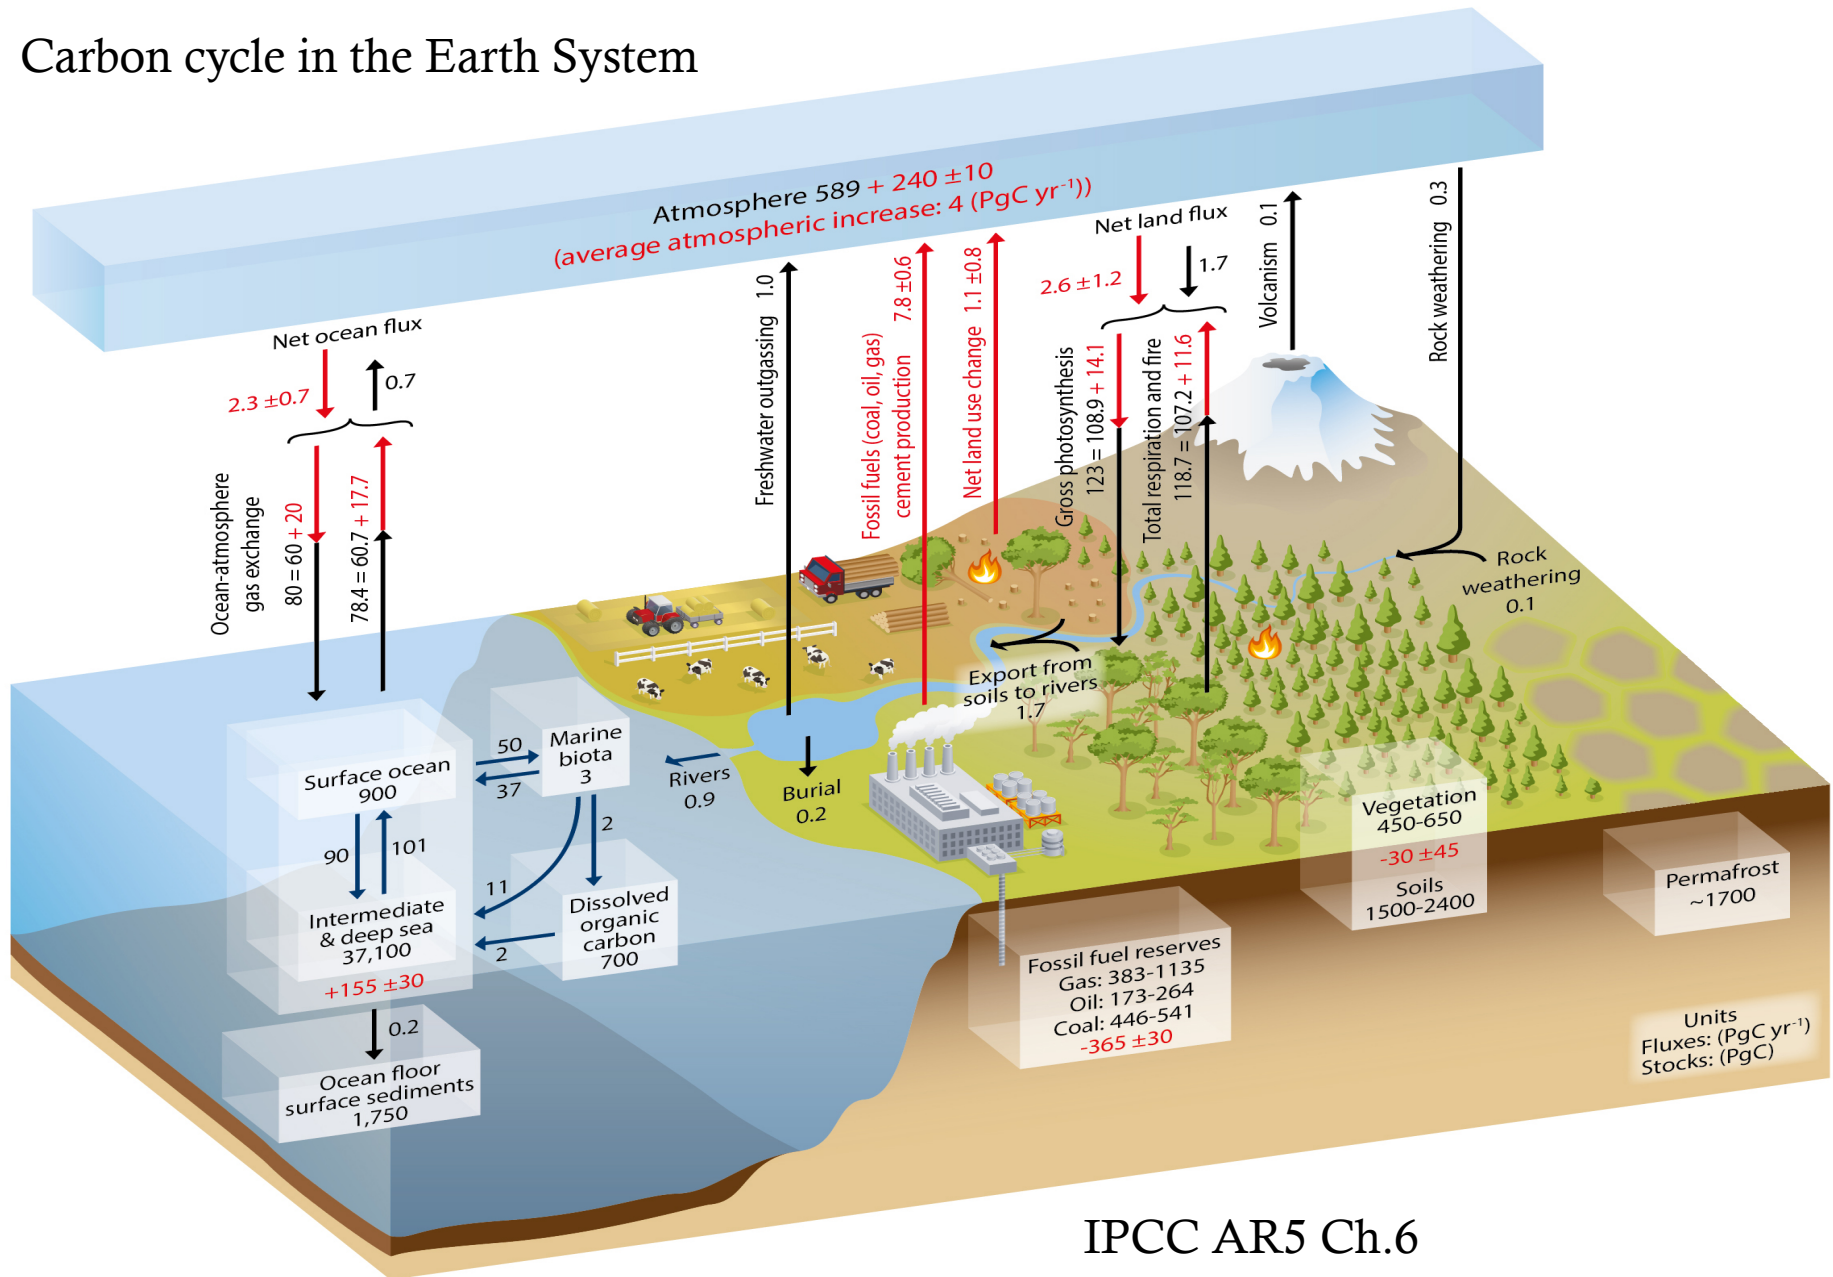 Carbon cycle in the Earth System
Atmosphere 589 + 240 ±10
(average atmospheric increase: 4 (PgC yr⁻¹))
Net ocean flux
2.3 ±0.7
0.7
Ocean-atmosphere
gas exchange
80 = 60 + 20
78.4 = 60.7 + 17.7
Freshwater outgassing 1.0
Fossil fuels (coal, oil, gas)
cement production 7.8 ±0.6
Net land use change 1.1 ±0.8
Net land flux
2.6 ±1.2
1.7
Gross photosynthesis
123 = 108.9 + 14.1
Total respiration and fire
118.7 = 107.2 + 11.6
Volcanism 0.1
Rock weathering 0.3
Rock
weathering
0.1
Export from
soils to rivers
1.7
Surface ocean
900
50
37
Marine
biota
3
Rivers
0.9
Burial
0.2
90
101
2
11
2
Intermediate
& deep sea
37,100
+155 ±30
Dissolved
organic
carbon
700
0.2
Ocean floor
surface sediments
1,750
Vegetation
450-650
-30 ±45
Soils
1500-2400
Permafrost
~1700
Fossil fuel reserves
Gas: 383-1135
Oil: 173-264
Coal: 446-541
-365 ±30
Units
Fluxes: (PgC yr⁻¹)
Stocks: (PgC)
IPCC AR5 Ch.6